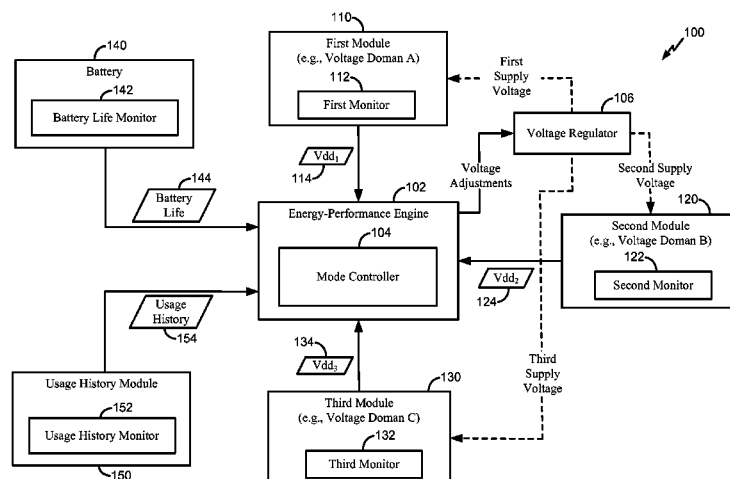 110
100
140
First Module
(e.g., Voltage Doman A)
First
Supply
Voltage
Battery
112
142
First Monitor
106
Battery Life Monitor
Voltage Regulator
Vdd1
114
Voltage
Adjustments
144
102
Second Supply
Voltage
Battery
Life
Energy-Performance Engine
120
104
Second Module
(e.g., Voltage Doman B)
Mode Controller
122
Vdd2
Second Monitor
124
Usage
History
154
134
Vdd3
Third
Supply
Voltage
130
Usage History Module
Third Module
(e.g., Voltage Doman C)
152
Usage History Monitor
132
Third Monitor
150